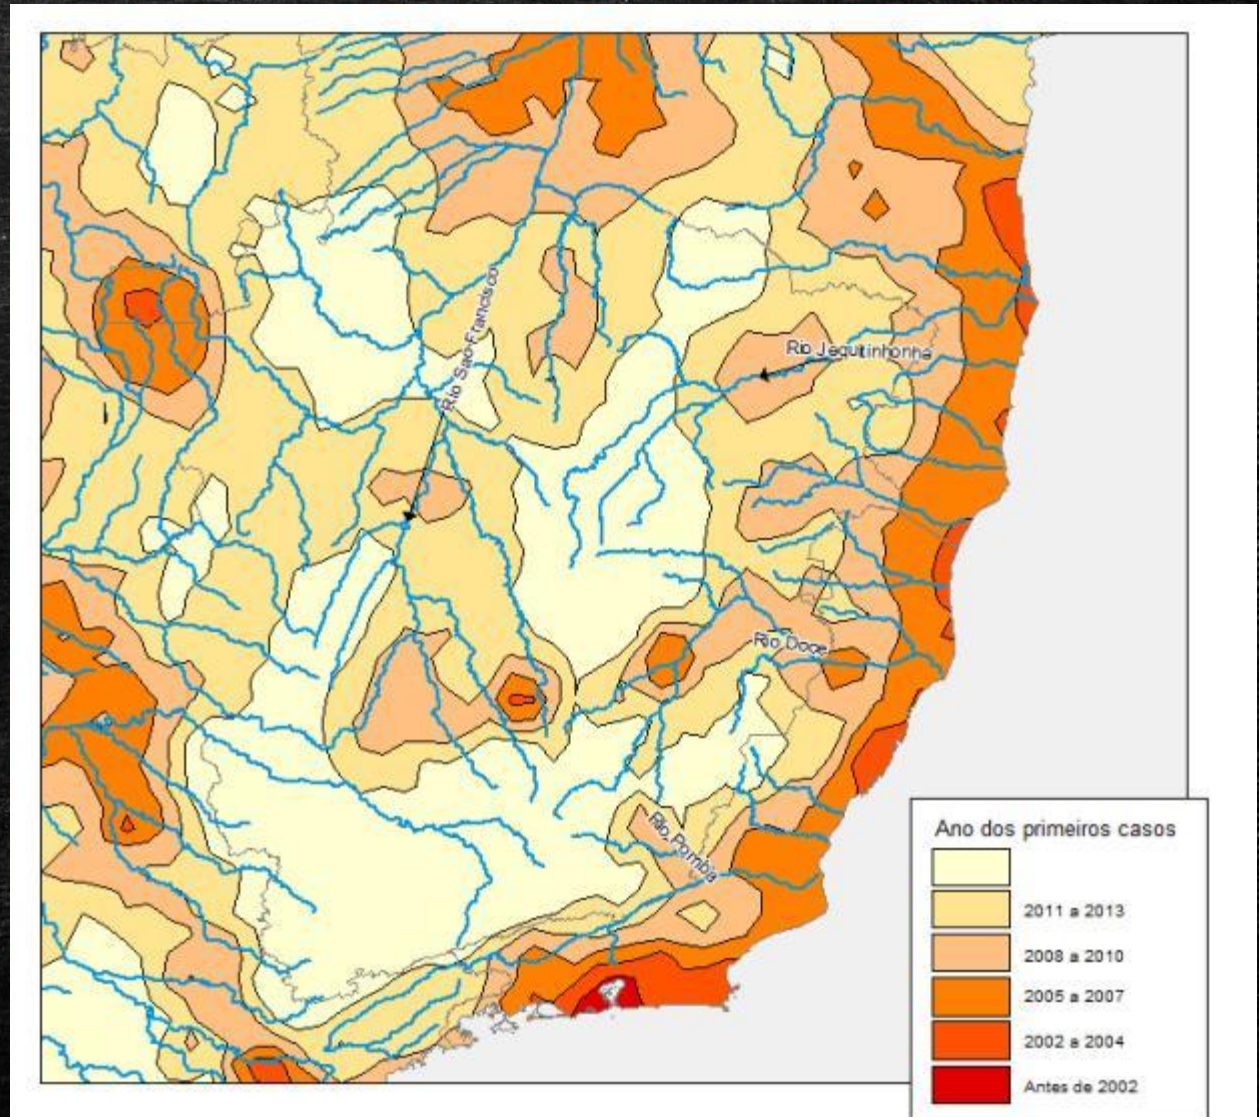 Rio São Francisco
Rio Jequitinhonha
Rio Doce
Rio Pomba
Ano dos primeiros casos
2011 a 2013
2008 a 2010
2005 a 2007
2002 a 2004
Antes de 2002